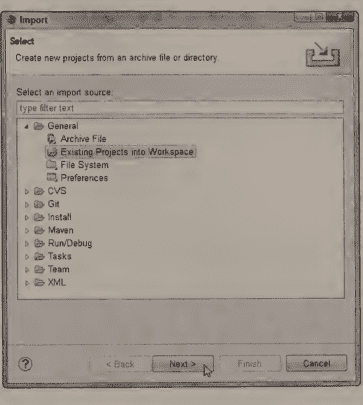 Import
Select
Create new projects from an archive file or directory.
Select an import source:
type filter text
General
Archive File
Existing Projects into Workspace
File System
Preferences
CVS
Git
Install
Maven
Run/Debug
Tasks
Team
XML
?
< Back Next > Finish Cancel